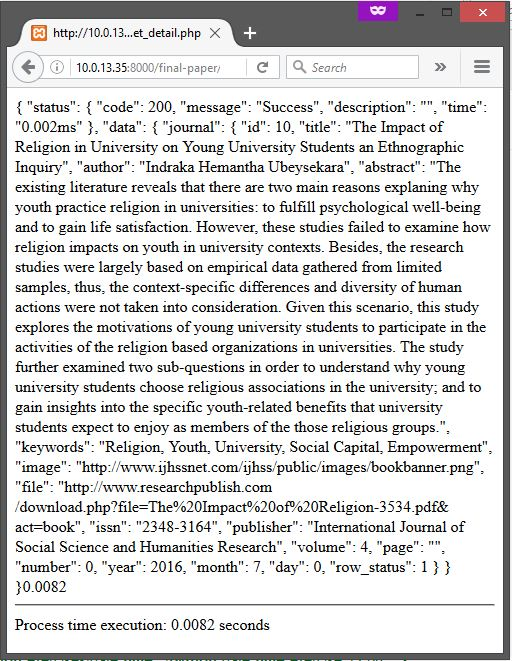 http://10.0.13...et_detail.php
10.0.13.35:8000/final-paper/
Search
{ "status": { "code": 200, "message": "Success", "description": "", "time":
"0.002ms" }, "data": { "journal": { "id": 10, "title": "The Impact of
Religion in University on Young University Students an Ethnographic
Inquiry", "author": "Indraka Hemantha Ubeysekara", "abstract": "The
existing literature reveals that there are two main reasons explaning why
youth practice religion in universities: to fulfill psychological well-being
and to gain life satisfaction. However, these studies failed to examine how
religion impacts on youth in university contexts. Besides, the research
studies were largely based on empirical data gathered from limited
samples, thus, the context-specific differences and diversity of human
actions were not taken into consideration. Given this scenario, this study
explores the motivations of young university students to participate in the
activities of the religion based organizations in universities. The study
further examined two sub-questions in order to understand why young
university students choose religious associations in the university; and to
gain insights into the specific youth-related benefits that university
students expect to enjoy as members of the those religious groups.",
"keywords": "Religion, Youth, University, Social Capital, Empowerment",
"image": "http://www.ijhssnet.com/ijhss/public/images/bookbanner.png",
"file": "http://www.researchpublish.com
/download.php?file=The%20Impact%20of%20Religion-3534.pdf&
act=book", "issn": "2348-3164", "publisher": "International Journal of
Social Science and Humanities Research", "volume": 4, "page": "",
"number": 0, "year": 2016, "month": 7, "day": 0, "row_status": 1 } }
}0.0082
Process time execution: 0.0082 seconds